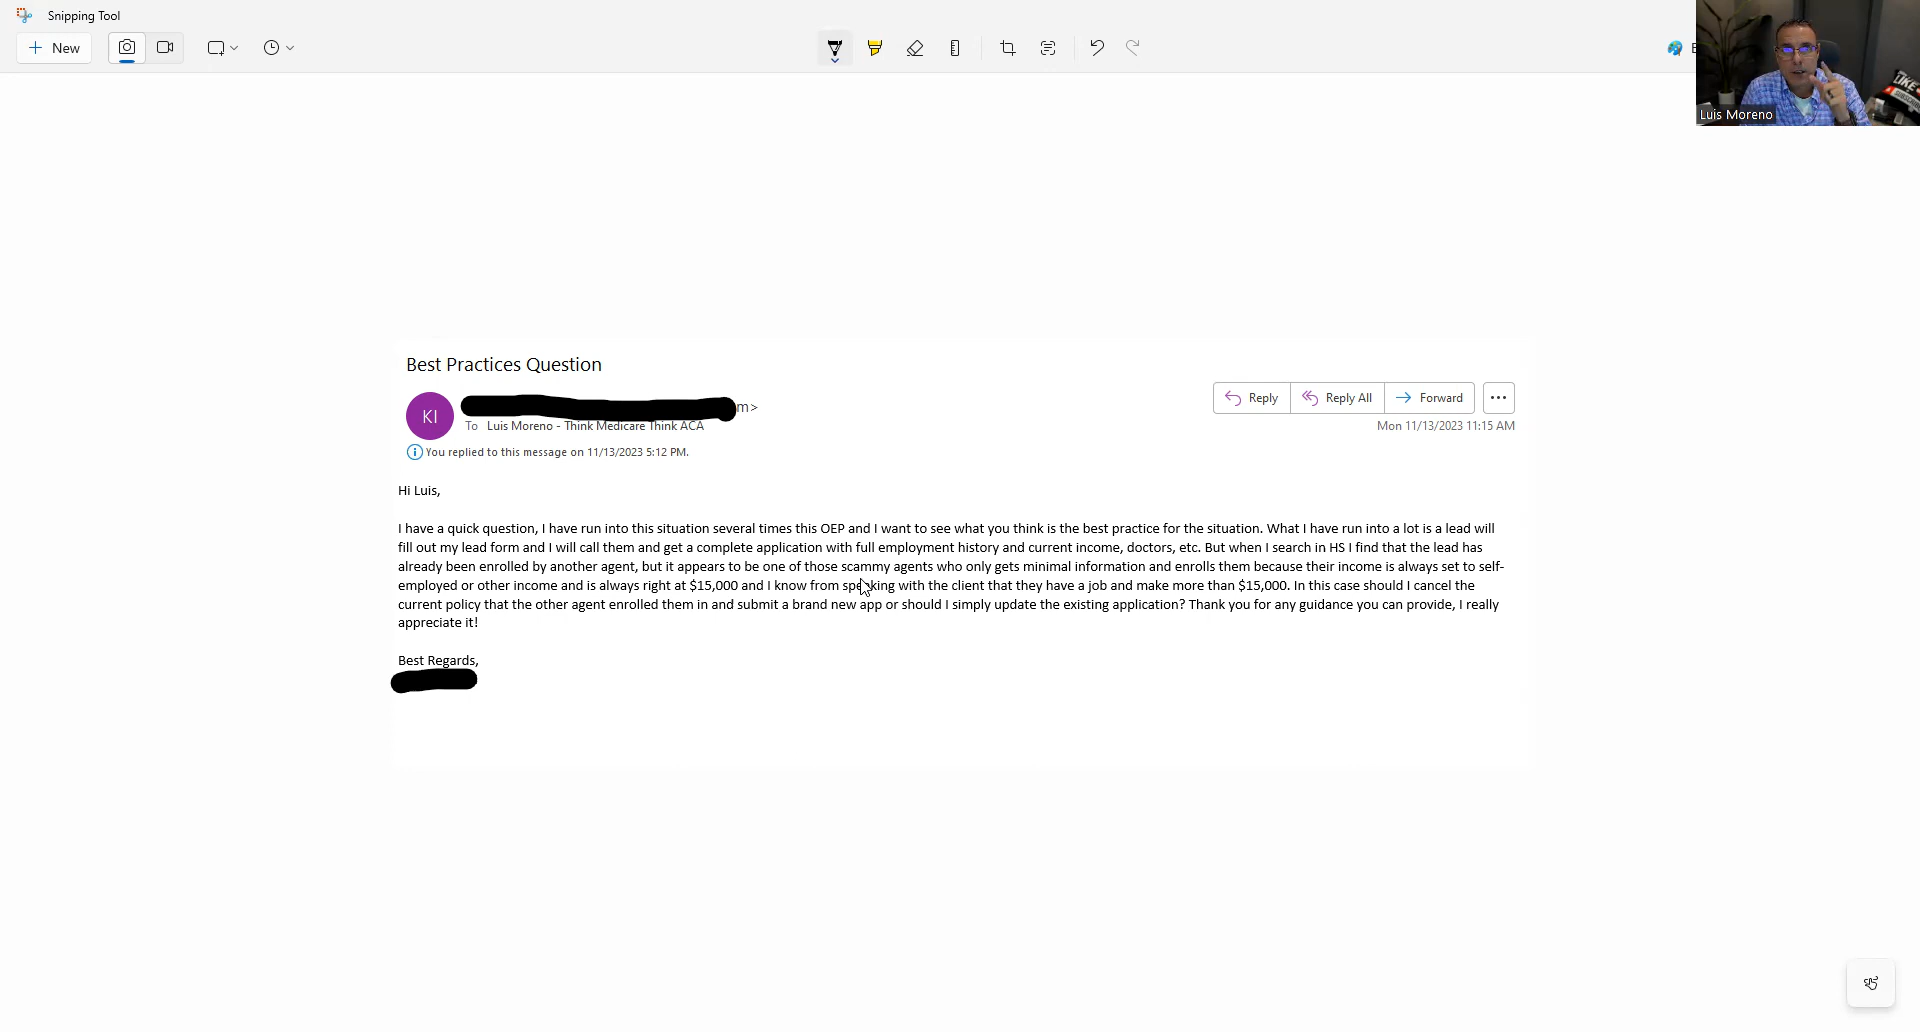 Snipping Tool
New
Luis Moreno
Best Practices Question
KI
m>
Reply
Reply All
Forward
To Luis Moreno - Think Medicare Think ACA
Mon 11/13/2023 11:15 AM
You replied to this message on 11/13/2023 5:12 PM.
Hi Luis,
I have a quick question, I have run into this situation several times this OEP and I want to see what you think is the best practice for the situation. What I have run into a lot is a lead will
fill out my lead form and I will call them and get a complete application with full employment history and current income, doctors, etc. But when I search in HS I find that the lead has
already been enrolled by another agent, but it appears to be one of those scammy agents who only gets minimal information and enrolls them because their income is always set to self-
employed or other income and is always right at $15,000 and I know from speaking with the client that they have a job and make more than $15,000. In this case should I cancel the
current policy that the other agent enrolled them in and submit a brand new app or should I simply update the existing application? Thank you for any guidance you can provide, I really
appreciate it!
Best Regards,